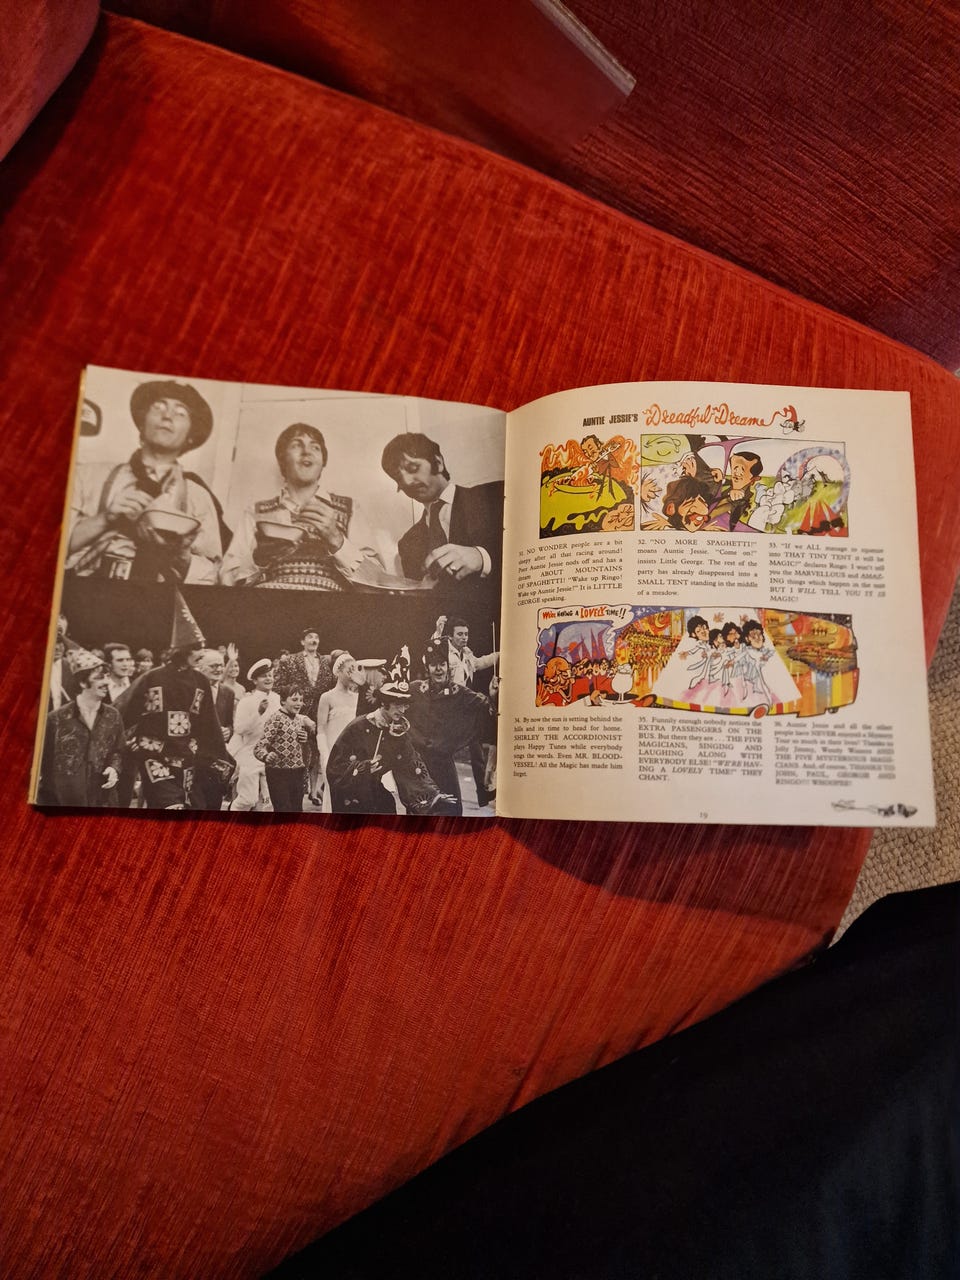 AUNTIE JESSIE'S Dreadful Dreame
31. NO WONDER people are a bit
sleepy after all that racing around!
Poor Auntie Jessie nods off and has a
dream ABOUT MOUNTAINS
OF SPAGHETTI! "Wake up Ringo!
Wake up Auntie Jessie!" It is LITTLE
GEORGE speaking.
32. "NO MORE SPAGHETTI!"
moans Auntie Jessie. "Come on!"
insists Little George. The rest of the
party has already disappeared into a
SMALL TENT standing in the middle
of a meadow.
33. "If we ALL manage to squeeze
into THAT TINY TENT it will be
MAGIC!" declares Ringo. I won't tell
you the MARVELLOUS and AMAZ-
ING things which happen in the tent
BUT I WILL TELL YOU IT IS
MAGIC!
WE'RE HAVING A LOVELY TIME!!
34. By now the sun is setting behind the
hills and its time to head for home.
SHIRLEY THE ACCORDIONIST
plays Happy Tunes while everybody
sings the words. Even MR. BLOOD-
VESSEL! All the Magic has made him
forget.
35. Funnily enough nobody notices the
EXTRA PASSENGERS ON THE
BUS. But there they are . . . THE FIVE
MAGICIANS, SINGING AND
LAUGHING ALONG WITH
EVERYBODY ELSE! "WE'RE HAV-
ING A LOVELY TIME!" THEY
CHANT.
36. Auntie Jessie and all the other
people have NEVER enjoyed a Mystery
Tour so much in their lives! Thanks to
Jolly Jimmy, Wendy Winters AND
THE FIVE MYSTERIOUS MAGI-
CIANS. And, of course, THANKS TO
JOHN, PAUL, GEORGE AND
RINGO!!! WHOOPEE!
18
19